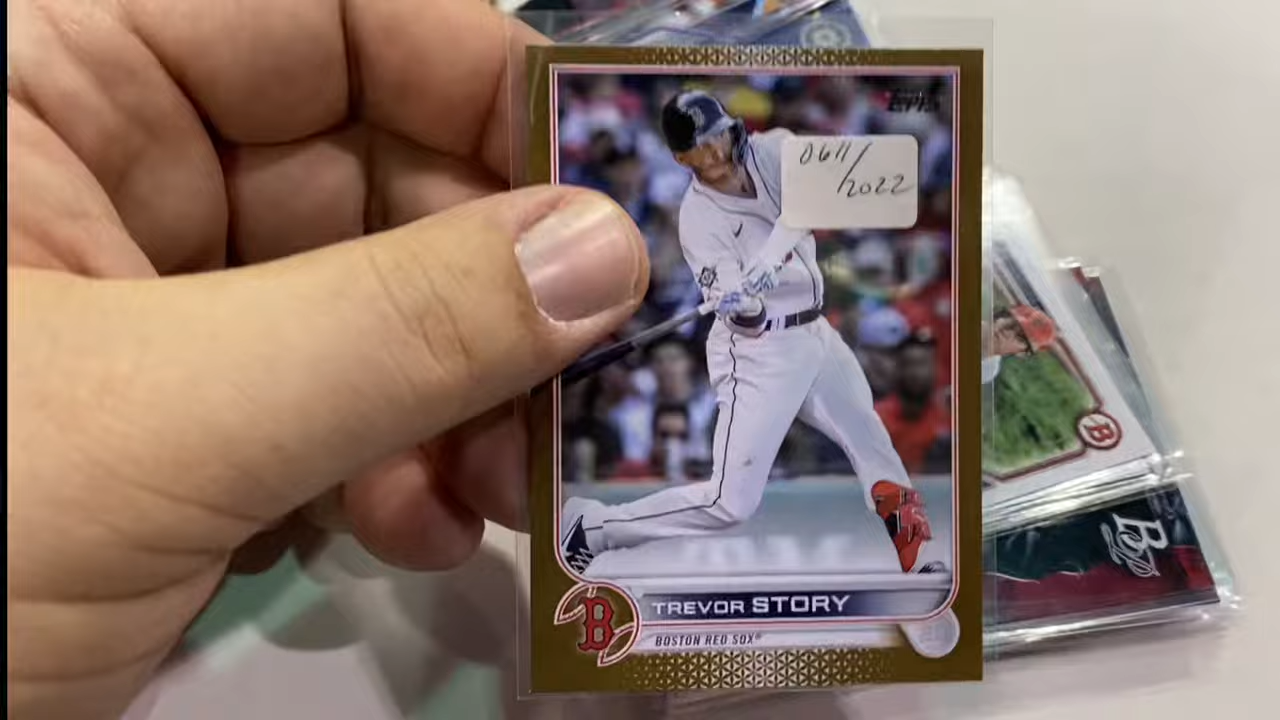 TOPPS
0611/
/2022
B
TREVOR STORY
BOSTON RED SOX®
B